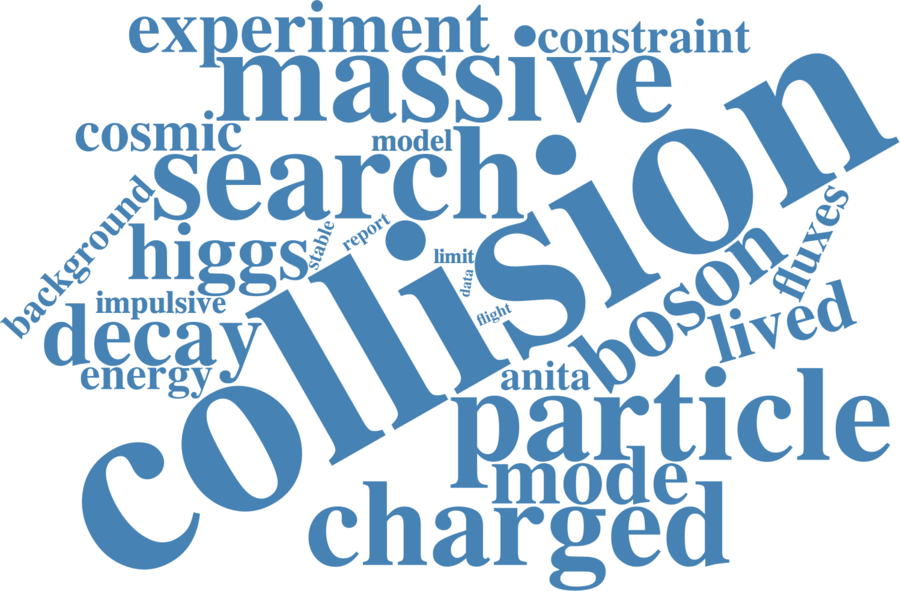 experiment
constraint
massive
cosmic
model
search
collision
background
higgs
stable
report
limit
data
flight
fluxes
impulsive
boson
lived
decay
energy
anita
particle
mode
charged